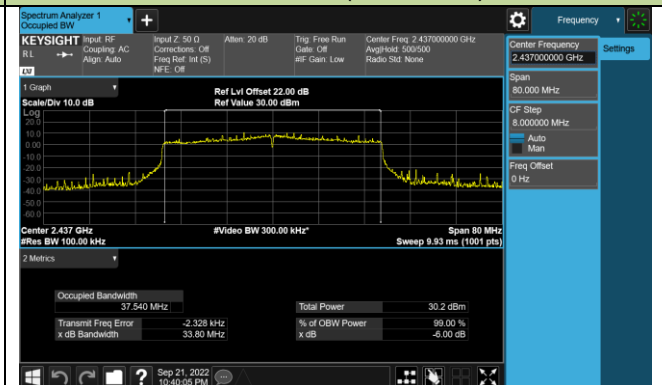 Spectrum Analyzer 1
Occupied BW
+
Frequency
KEYSIGHT
R L
LXI
Input: RF
Coupling: AC
Align: Auto
Input Z: 50 Ω
Corrections: Off
Freq Ref: Int (S)
NFE: Off
Atten: 20 dB
Trig: Free Run
Gate: Off
#IF Gain: Low
Center Freq: 2.437000000 GHz
Avg|Hold: 500/500
Radio Std: None
Center Frequency
2.437000000 GHz
Settings
Span
80.000 MHz
CF Step
8.000000 MHz
Auto
Man
Freq Offset
0 Hz
1 Graph
Scale/Div 10.0 dB
Ref Lvl Offset 22.00 dB
Ref Value 30.00 dBm
Log
20.0
10.0
0.00
-10.0
-20.0
-30.0
-40.0
-50.0
-60.0
Center 2.437 GHz
#Res BW 100.00 kHz
#Video BW 300.00 kHz*
Span 80 MHz
Sweep 9.93 ms (1001 pts)
2 Metrics
Occupied Bandwidth
37.540 MHz
Total Power 30.2 dBm
Transmit Freq Error -2.328 kHz
% of OBW Power 99.00 %
x dB Bandwidth 33.80 MHz
x dB -6.00 dB
?
Sep 21, 2022
10:40:05 PM